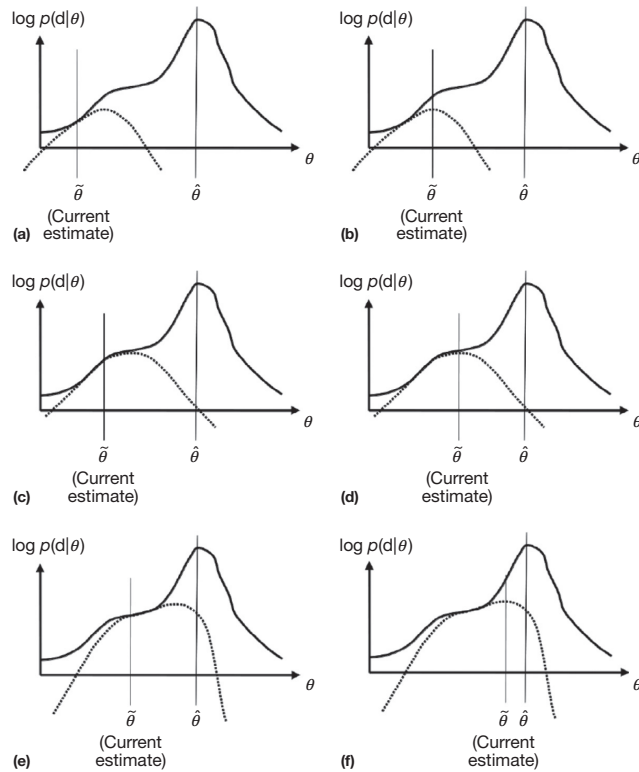 log p(d|θ)
θ
θ̃
θ̂
(Current
estimate)
(a)
log p(d|θ)
θ
θ̃
θ̂
(Current
estimate)
(b)
log p(d|θ)
θ
θ̃
θ̂
(Current
estimate)
(c)
log p(d|θ)
θ
θ̃
θ̂
(Current
estimate)
(d)
log p(d|θ)
θ
θ̃
θ̂
(Current
estimate)
(e)
log p(d|θ)
θ
θ̃
θ̂
(Current
estimate)
(f)